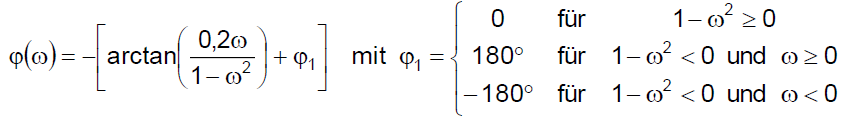 φ(ω) = −[arctan(0,2ω / 1−ω²) + φ₁] mit φ₁ = { 0 für 1−ω² ≥ 0
180° für 1−ω² < 0 und ω ≥ 0
−180° für 1−ω² < 0 und ω < 0